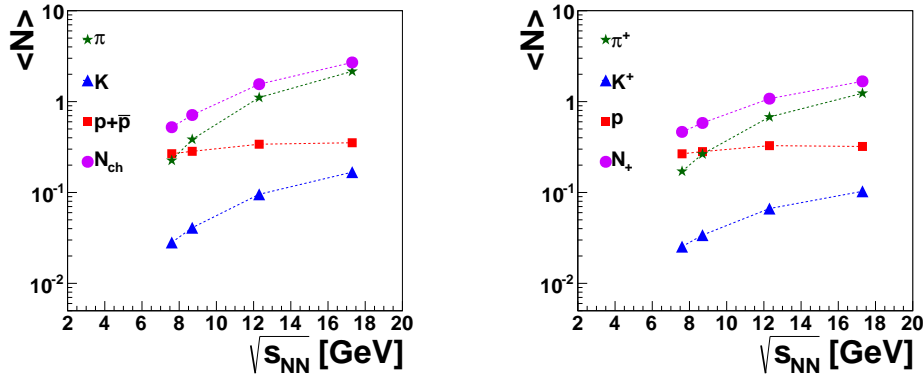 <N>
10
1
10⁻¹
10⁻²
π
K
p+p̅
N_ch
2 4 6 8 10 12 14 16 18 20
√s_NN [GeV]
<N>
10
1
10⁻¹
10⁻²
π⁺
K⁺
p
N₊
2 4 6 8 10 12 14 16 18 20
√s_NN [GeV]